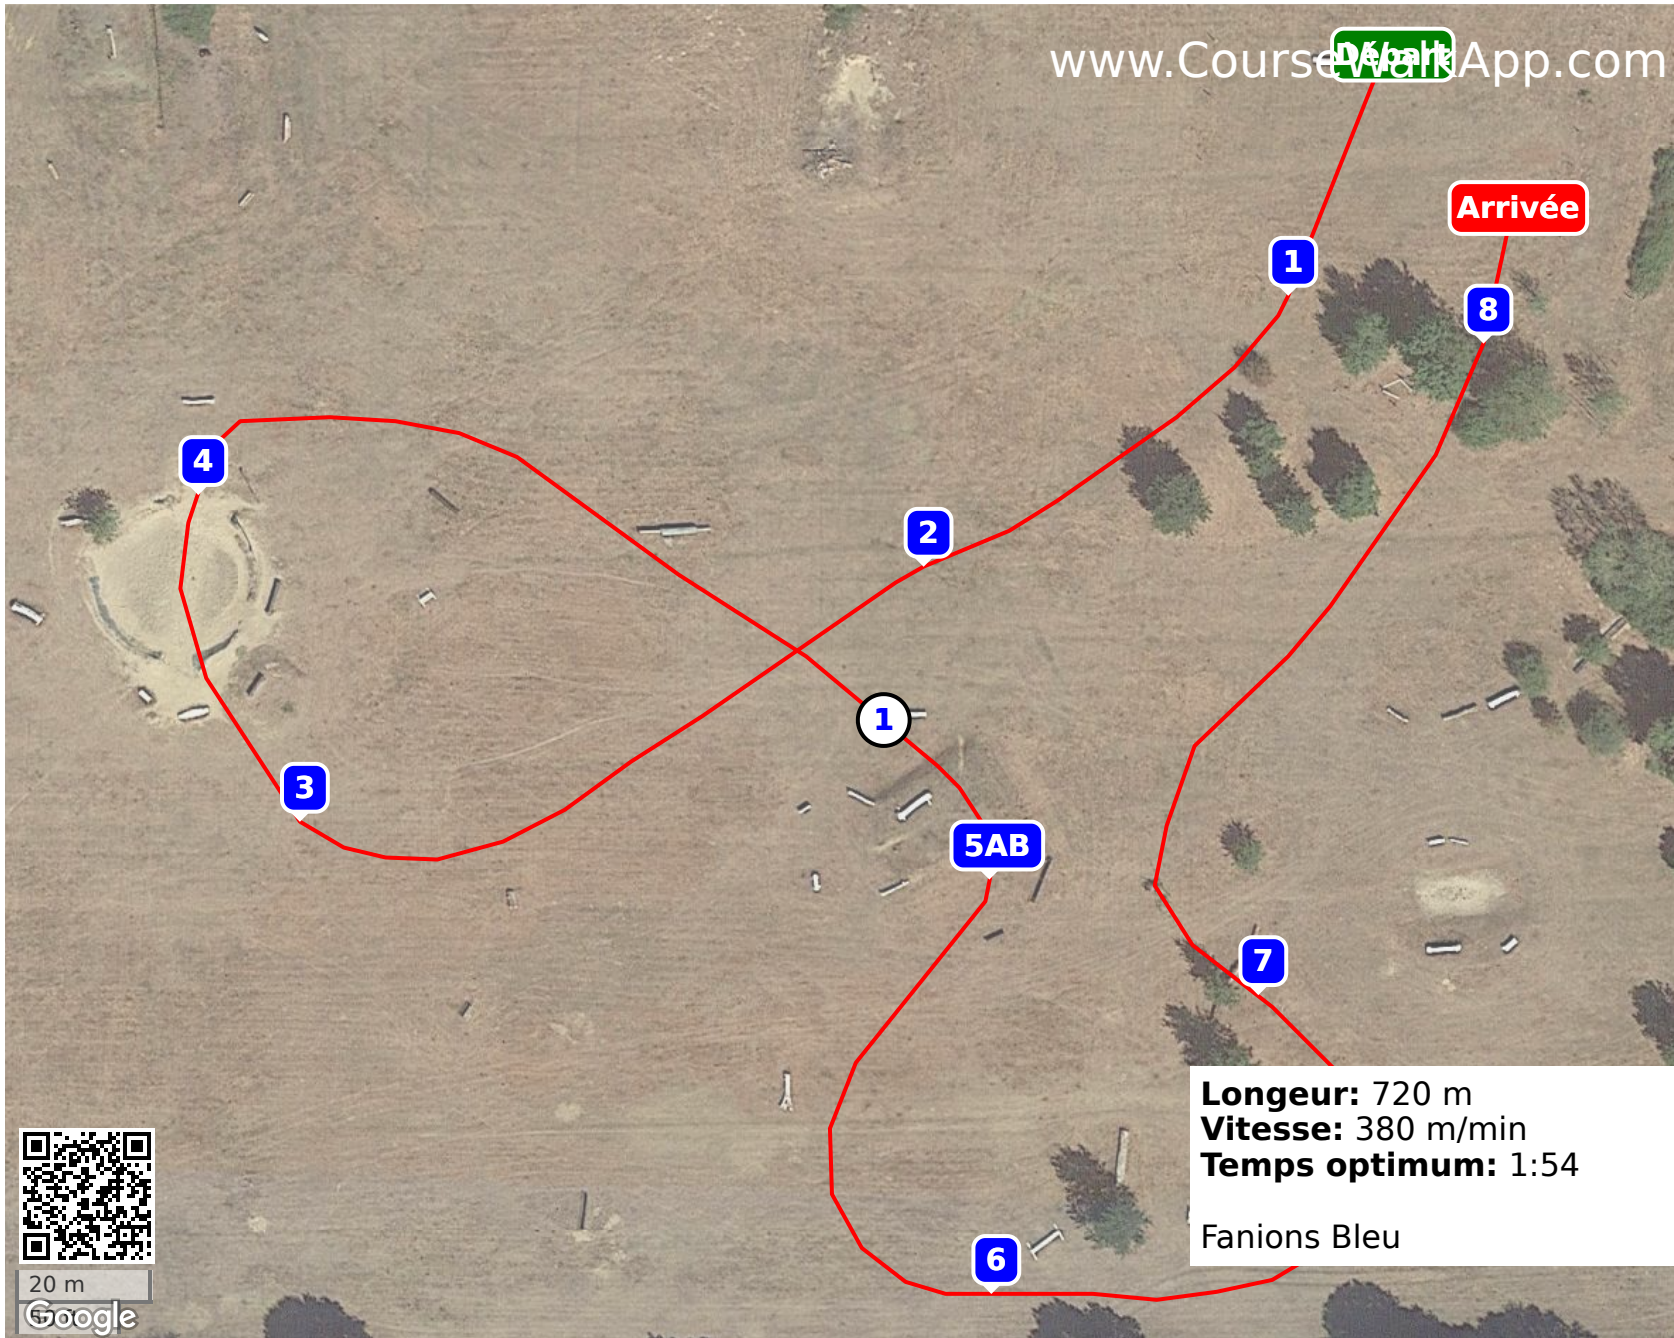 www.CourseWalkApp.com
Départ
Arrivée
1
8
4
2
1
3
5AB
7
Longeur: 720 m
Vitesse: 380 m/min
Temps optimum: 1:54
6
Fanions Bleu
20 m
Google